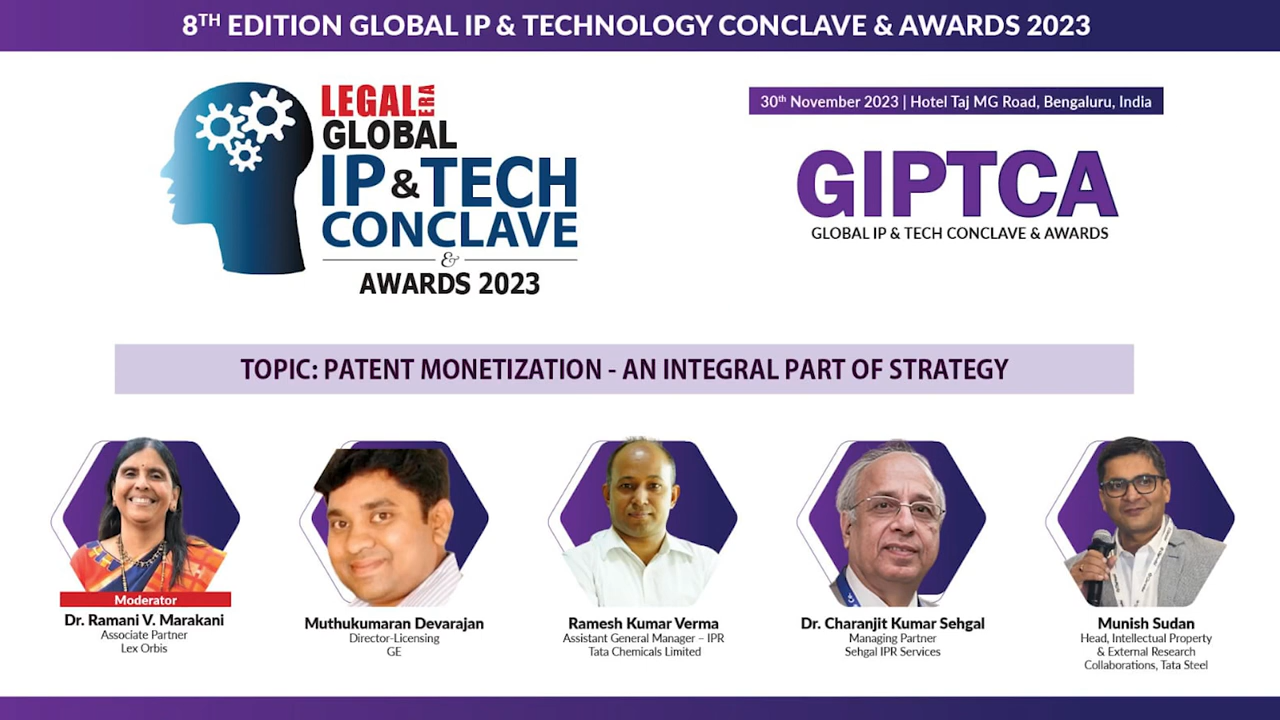 8TH EDITION GLOBAL IP & TECHNOLOGY CONCLAVE & AWARDS 2023
LEGAL ERA
GLOBAL
IP & TECH
CONCLAVE
&
AWARDS 2023
30th November 2023 | Hotel Taj MG Road, Bengaluru, India
GIPTCA
GLOBAL IP & TECH CONCLAVE & AWARDS
TOPIC: PATENT MONETIZATION - AN INTEGRAL PART OF STRATEGY
Moderator
Dr. Ramani V. Marakani
Associate Partner
Lex Orbis
Muthukumaran Devarajan
Director-Licensing
GE
Ramesh Kumar Verma
Assistant General Manager – IPR
Tata Chemicals Limited
Dr. Charanjit Kumar Sehgal
Managing Partner
Sehgal IPR Services
Munish Sudan
Head, Intellectual Property
& External Research
Collaborations, Tata Steel